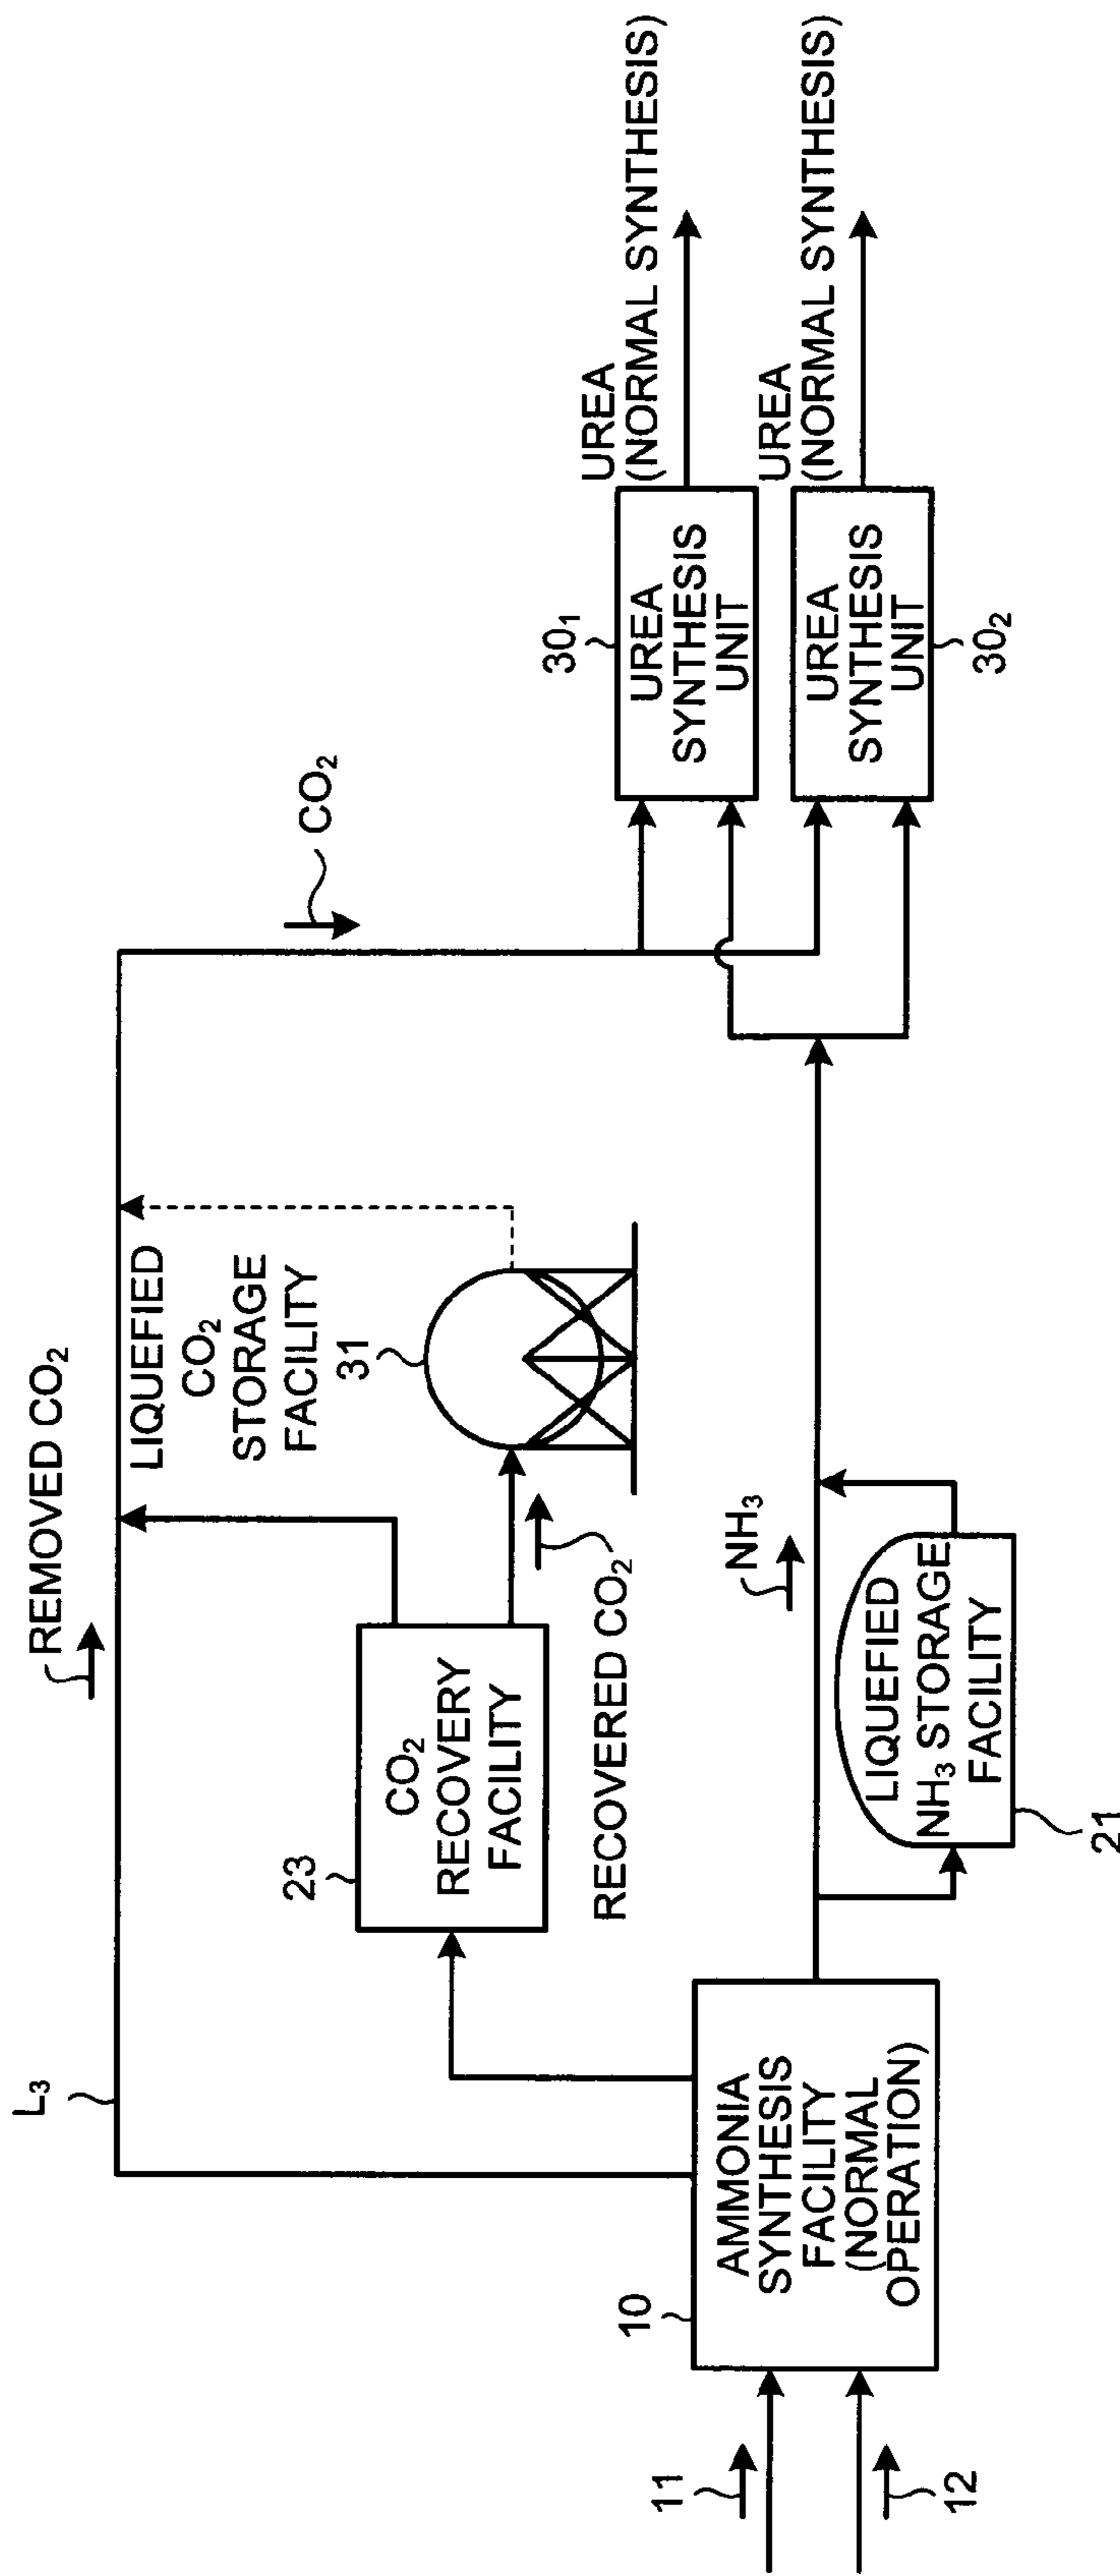 L₃
REMOVED CO₂
LIQUEFIED
CO₂
STORAGE
FACILITY
31
CO₂
23
CO₂
RECOVERY
FACILITY
RECOVERED CO₂
10
AMMONIA
SYNTHESIS
FACILITY
(NORMAL
OPERATION)
11
12
NH₃
LIQUEFIED
NH₃ STORAGE
FACILITY
21
30₁
UREA
SYNTHESIS
UNIT
UREA
(NORMAL SYNTHESIS)
UREA
SYNTHESIS
UNIT
30₂
UREA
(NORMAL SYNTHESIS)